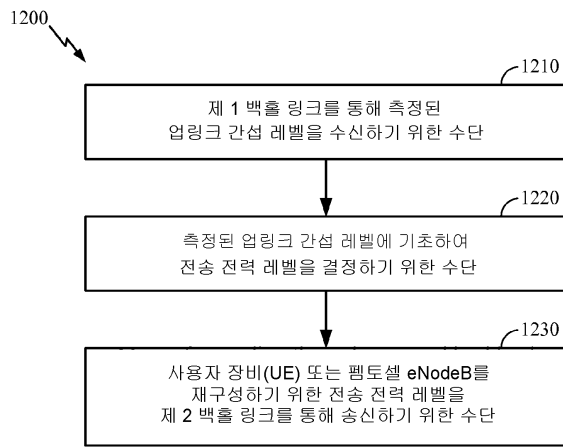 1200
1210
제 1 백홀 링크를 통해 측정된
업링크 간섭 레벨을 수신하기 위한 수단
1220
측정된 업링크 간섭 레벨에 기초하여
전송 전력 레벨을 결정하기 위한 수단
1230
사용자 장비(UE) 또는 펨토셀 eNodeB를
재구성하기 위한 전송 전력 레벨을
제 2 백홀 링크를 통해 송신하기 위한 수단